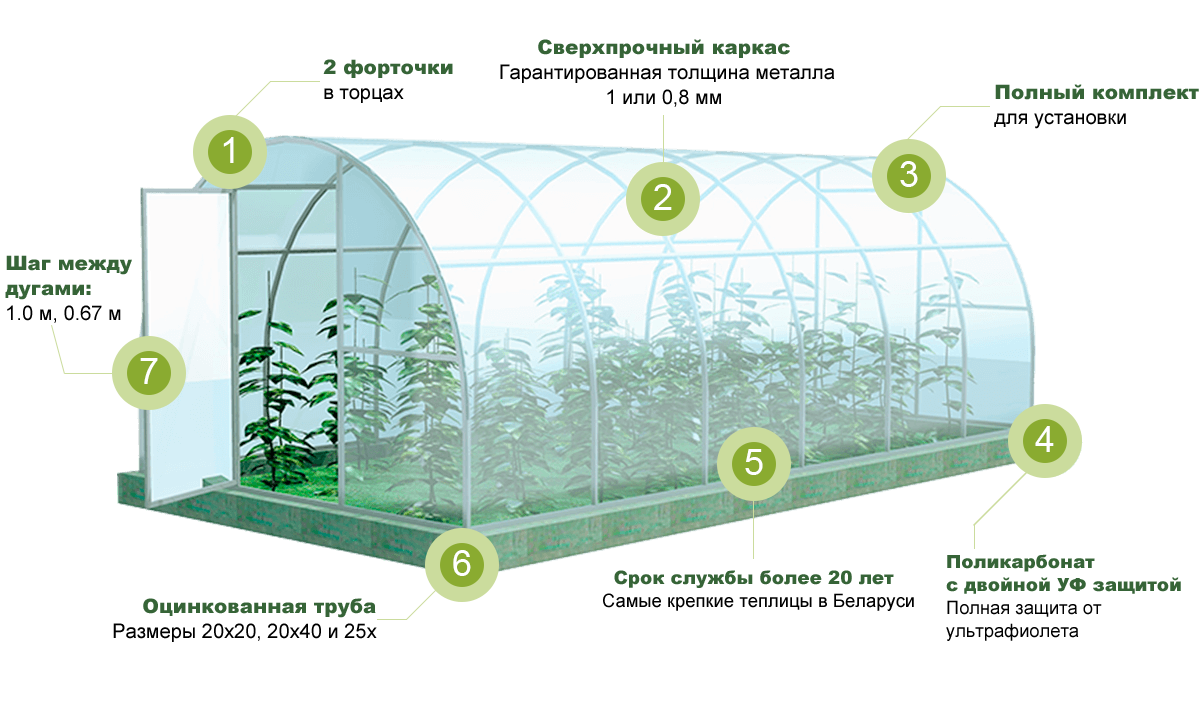 Сверхпрочный каркас
Гарантированная толщина металла
1 или 0,8 мм
2 форточки
в торцах
Полный комплект
для установки
1
2
3
Шаг между
дугами:
1.0 м, 0.67 м
7
4
5
6
Поликарбонат
с двойной УФ защитой
Полная защита от
ультрафиолета
Срок службы более 20 лет
Самые крепкие теплицы в Беларуси
Оцинкованная труба
Размеры 20х20, 20х40 и 25х